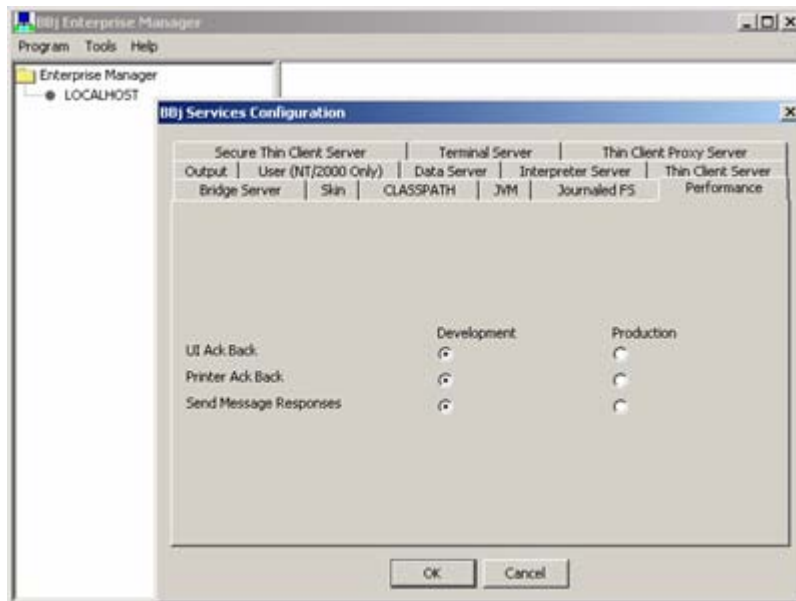 BBj Enterprise Manager
Program Tools Help
Enterprise Manager
LOCALHOST
BBj Services Configuration
Secure Thin Client Server Terminal Server Thin Client Proxy Server
Output User (NT/2000 Only) Data Server Interpreter Server Thin Client Server
Bridge Server Skin CLASSPATH JVM Journaled FS Performance
Development Production
UI Ack Back
Printer Ack Back
Send Message Responses
OK Cancel